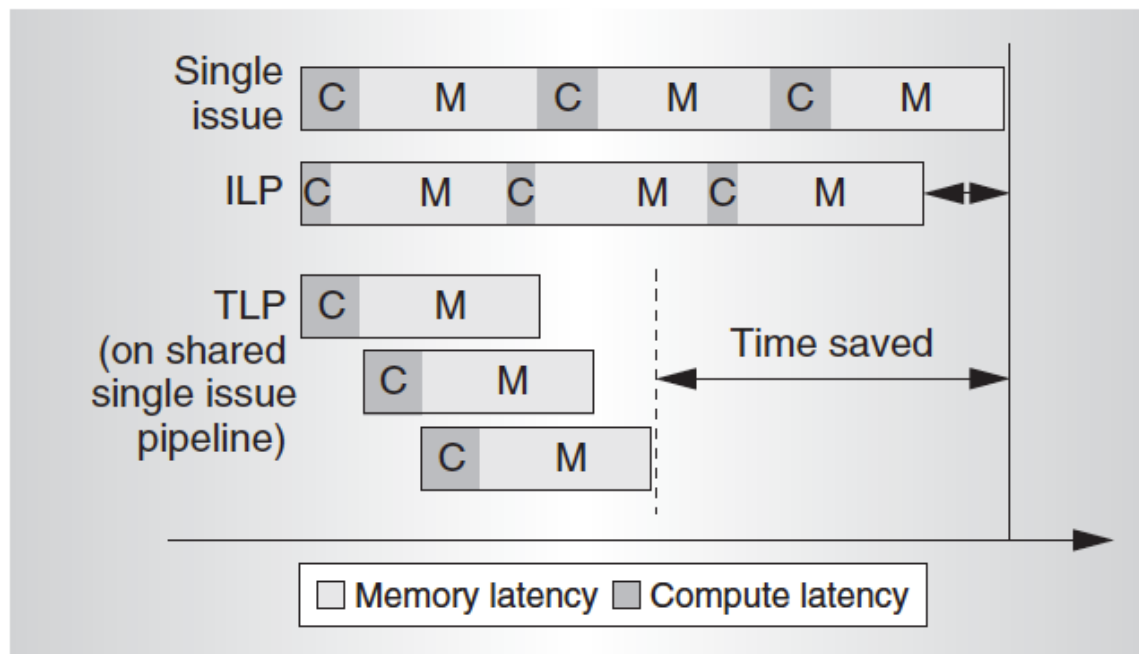 Single
issue
C M C M C M
ILP
C M C M C M
TLP
(on shared
single issue
pipeline)
C M
C M
C M
Time saved
Memory latency Compute latency